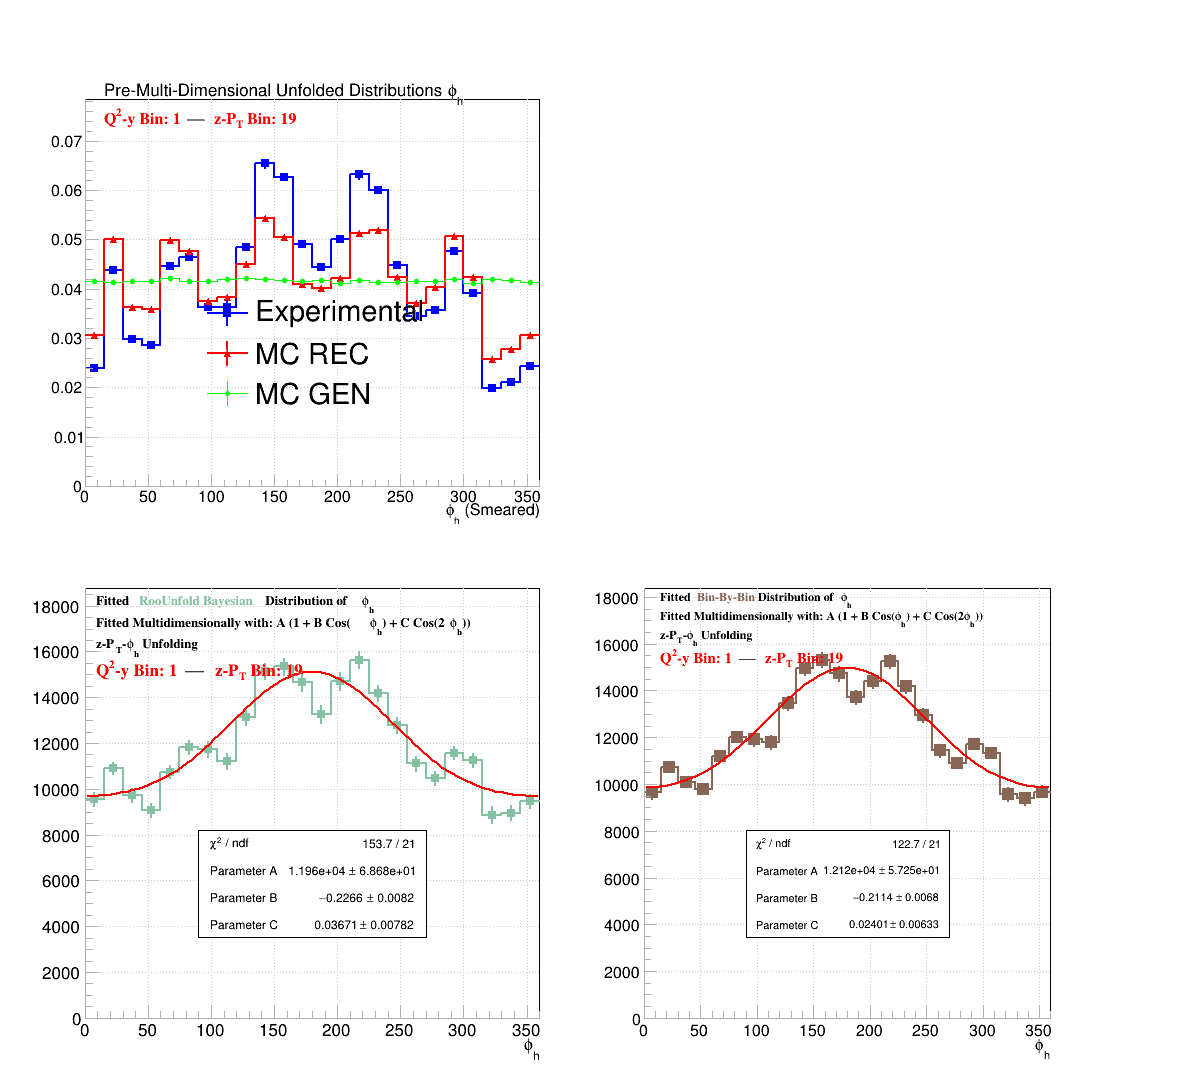 Pre-Multi-Dimensional Unfolded Distributions ϕh
Q²-y Bin: 1 — z-PT Bin: 19
0.07
0.06
0.05
0.04
0.03
0.02
0.01
0
Experimental
MC REC
MC GEN
0 50 100 150 200 250 300 350
ϕh (Smeared)
Fitted RooUnfold Bayesian Distribution of ϕh
Fitted Multidimensionally with: A (1 + B Cos( ϕh) + C Cos(2 ϕh))
z-PT-ϕh Unfolding
Q²-y Bin: 1 — z-PT Bin: 19
18000
16000
14000
12000
10000
8000
6000
4000
2000
0
χ² / ndf 153.7 / 21
Parameter A 1.196e+04 ± 6.868e+01
Parameter B −0.2266 ± 0.0082
Parameter C 0.03671 ± 0.00782
0 50 100 150 200 250 300 350
ϕh
Fitted Bin-By-Bin Distribution of ϕh
Fitted Multidimensionally with: A (1 + B Cos(ϕh) + C Cos(2ϕh))
z-PT-ϕh Unfolding
Q²-y Bin: 1 — z-PT Bin: 19
18000
16000
14000
12000
10000
8000
6000
4000
2000
0
χ² / ndf 122.7 / 21
Parameter A 1.212e+04 ± 5.725e+01
Parameter B −0.2114 ± 0.0068
Parameter C 0.02401 ± 0.00633
0 50 100 150 200 250 300 350
ϕh